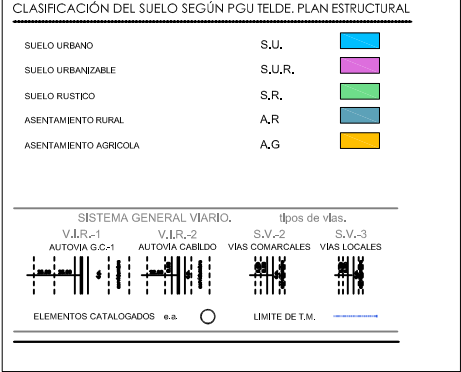 CLASIFICACIÓN DEL SUELO SEGÚN PGU TELDE. PLAN ESTRUCTURAL
SUELO URBANO S.U.
SUELO URBANIZABLE S.U.R.
SUELO RUSTICO S.R.
ASENTAMIENTO RURAL A.R
ASENTAMIENTO AGRICOLA A.G
SISTEMA GENERAL VIARIO. tipos de vías.
V.I.R.-1 V.I.R.-2 S.V.-2 S.V.-3
AUTOVIA G.C.-1 AUTOVIA CABILDO VIAS COMARCALES VIAS LOCALES
ELEMENTOS CATALOGADOS e.a. LIMITE DE T.M.